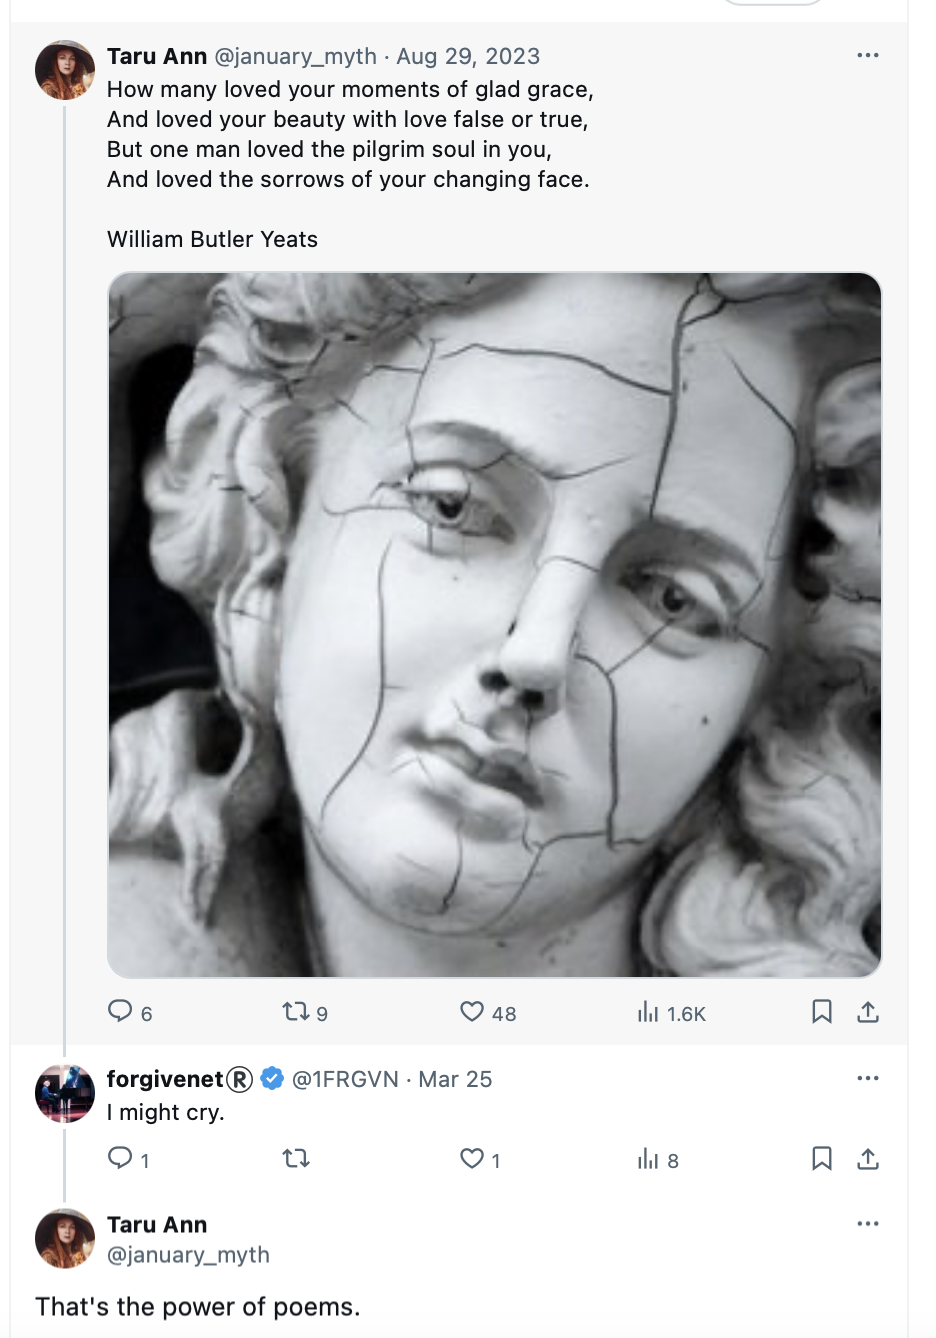 Taru Ann @january_myth · Aug 29, 2023
How many loved your moments of glad grace,
And loved your beauty with love false or true,
But one man loved the pilgrim soul in you,
And loved the sorrows of your changing face.
William Butler Yeats
6 9 48 1.6K
forgivenet® @1FRGVN · Mar 25
I might cry.
1 1 8
Taru Ann
@january_myth
That's the power of poems.